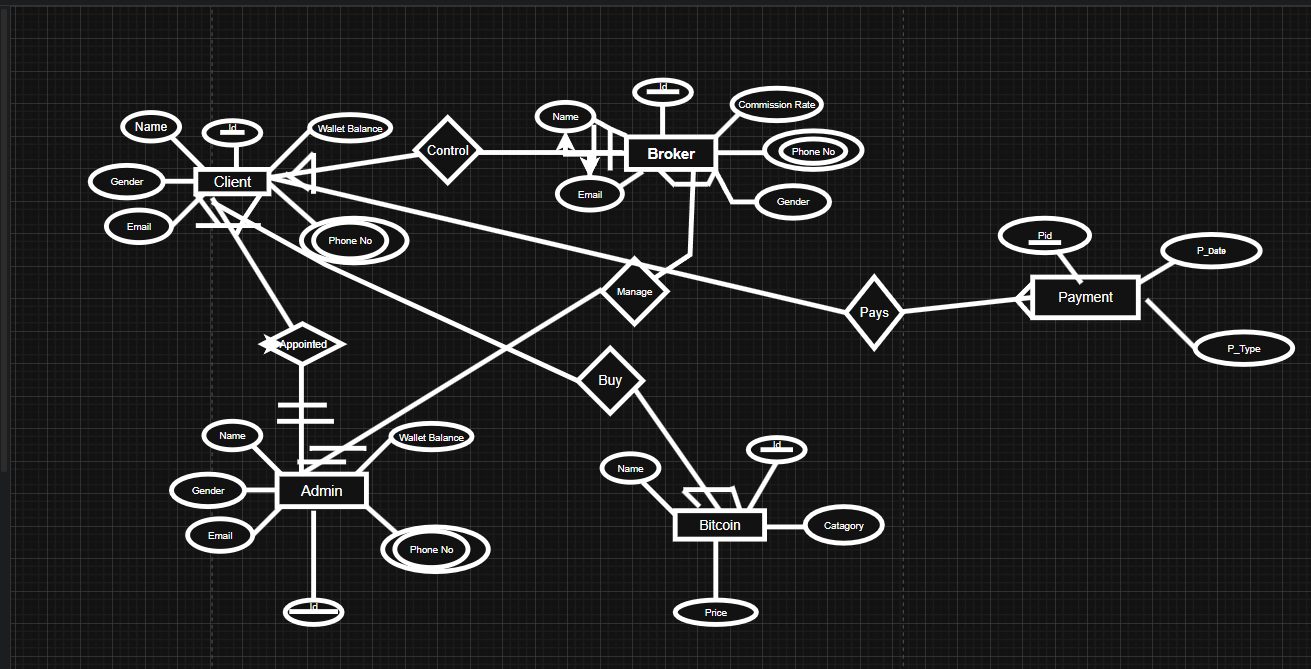 Id
Name
Commission Rate
Name
Id
Wallet Balance
Control
Broker
Phone No
Gender
Client
Email
Gender
Email
Phone No
Pid
P_Date
Manage
Payment
Pays
Appointed
P_Type
Buy
Name
Wallet Balance
Id
Name
Gender
Admin
Bitcoin
Catagory
Email
Phone No
Id
Price